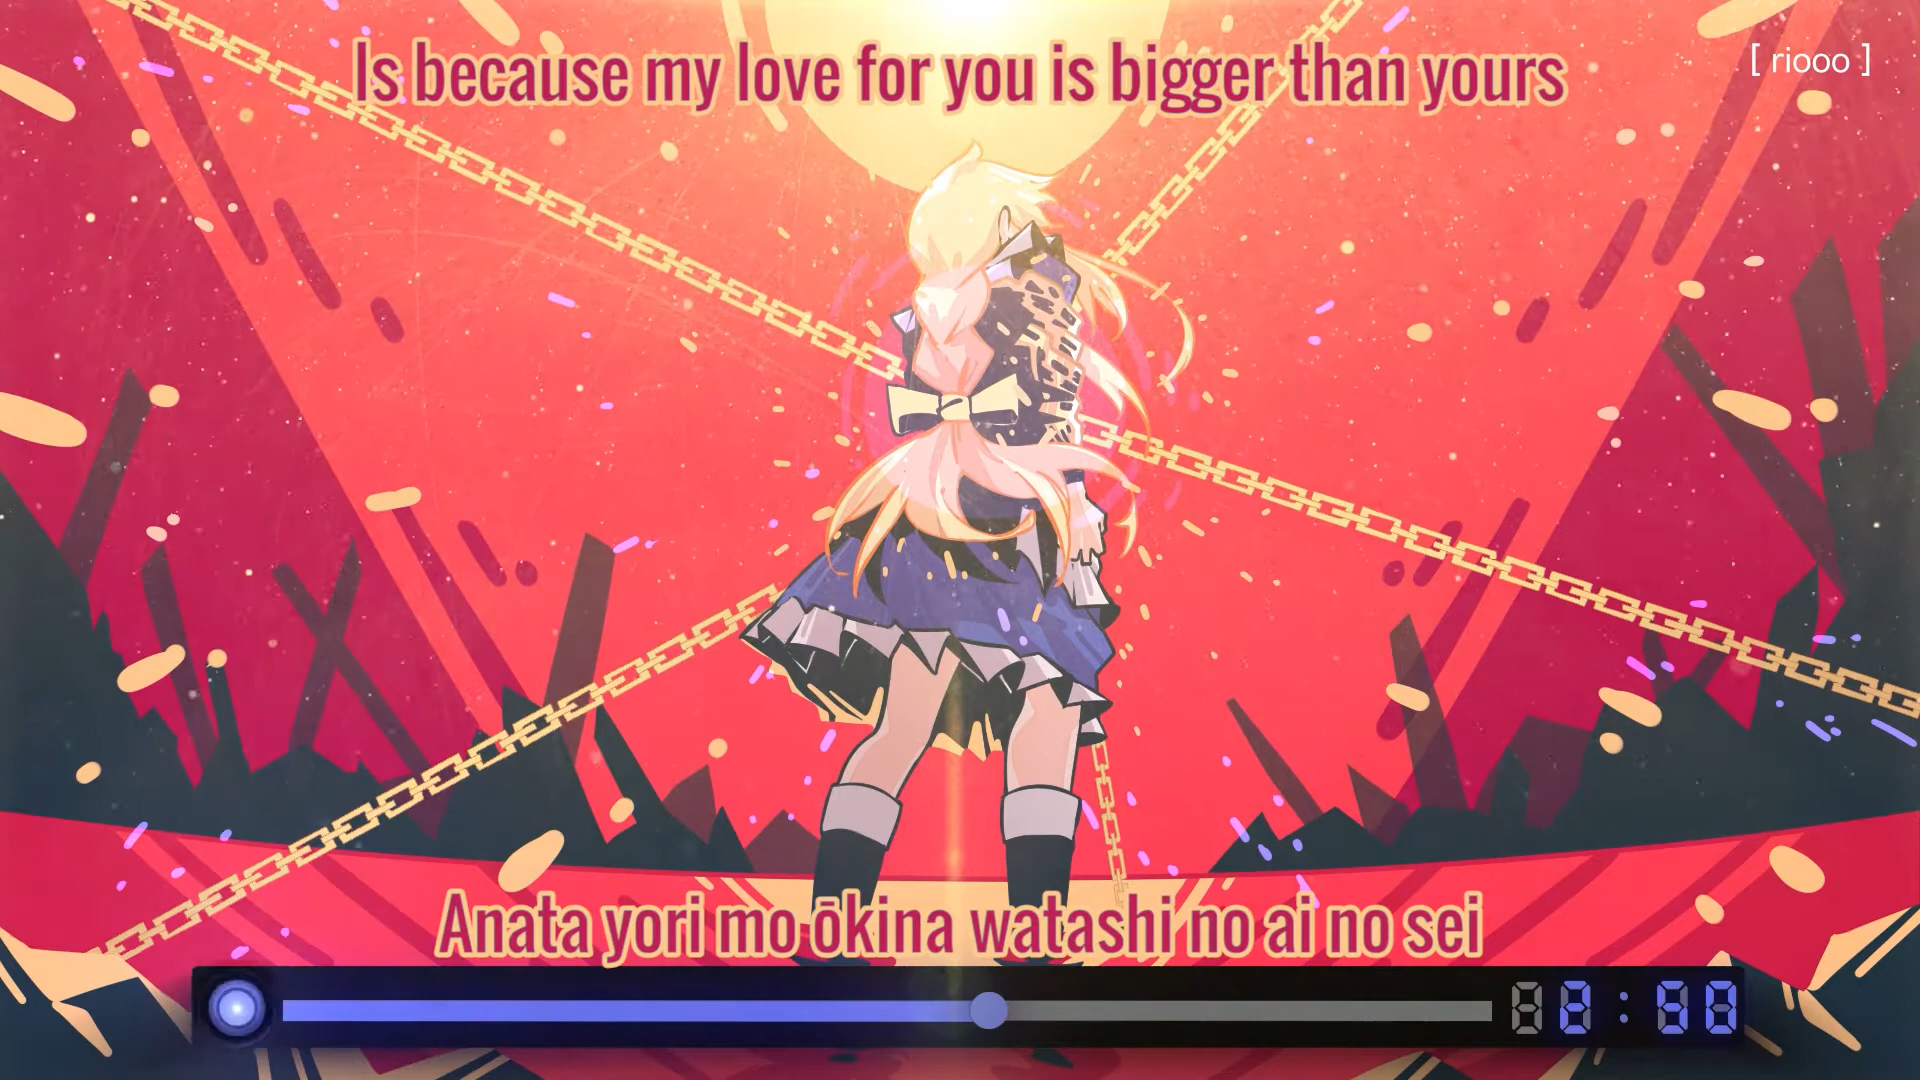 Is because my love for you is bigger than yours
[ riooo ]
Anata yori mo ōkina watashi no ai no sei